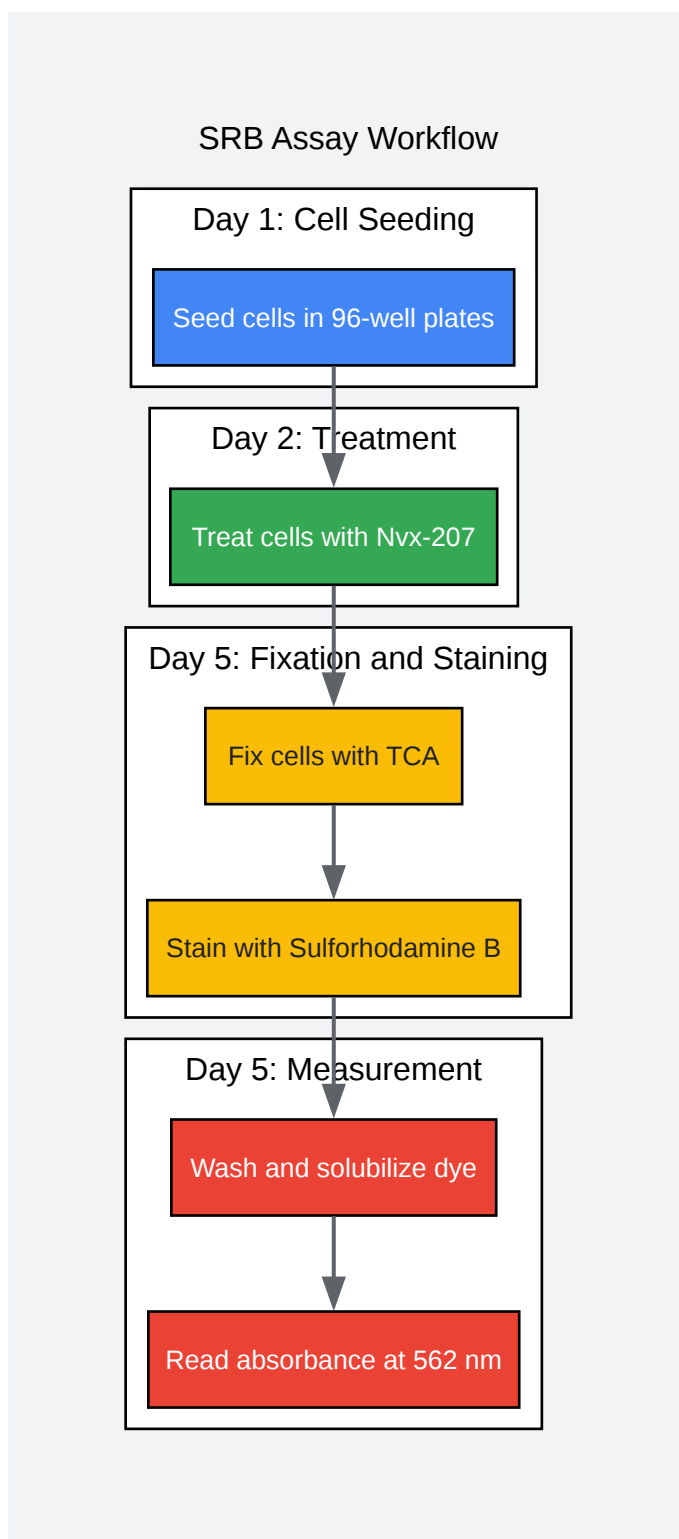 SRB Assay Workflow
Day 1: Cell Seeding
Seed cells in 96-well plates
Day 2: Treatment
Treat cells with Nvx-207
Day 5: Fixation and Staining
Fix cells with TCA
Stain with Sulforhodamine B
Day 5: Measurement
Wash and solubilize dye
Read absorbance at 562 nm